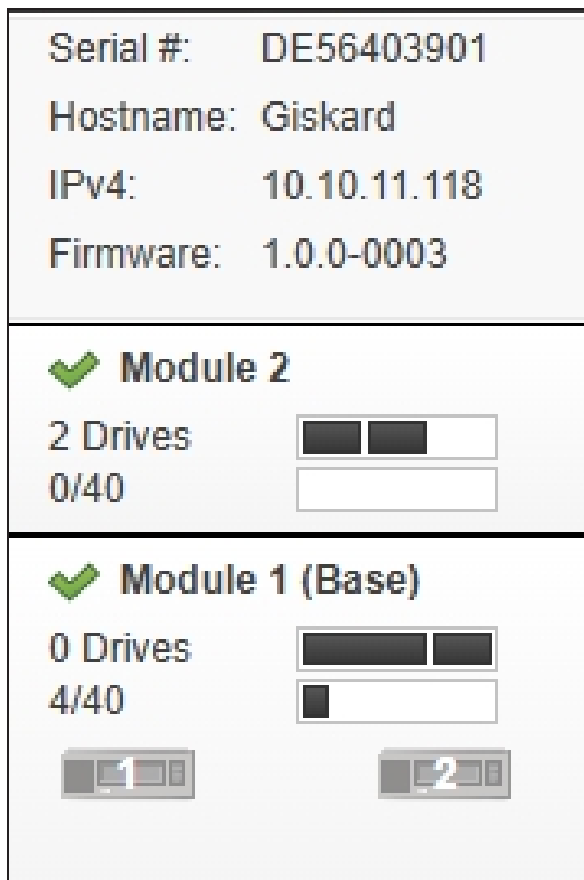 Serial #: DE56403901
Hostname: Giskard
IPv4: 10.10.11.118
Firmware: 1.0.0-0003
Module 2
2 Drives
0/40
Module 1 (Base)
0 Drives
4/40
1 2